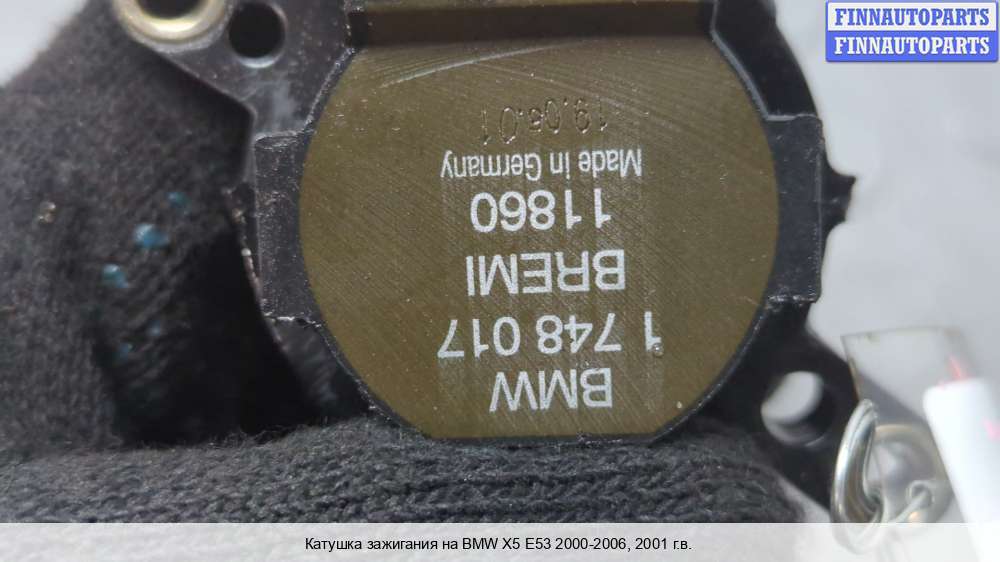 FINNAUTOPARTS
FINNAUTOPARTS
BMW
1 748 017
BREMI
11860
Made in Germany
19.06.01
Катушка зажигания на BMW X5 E53 2000-2006, 2001 г.в.